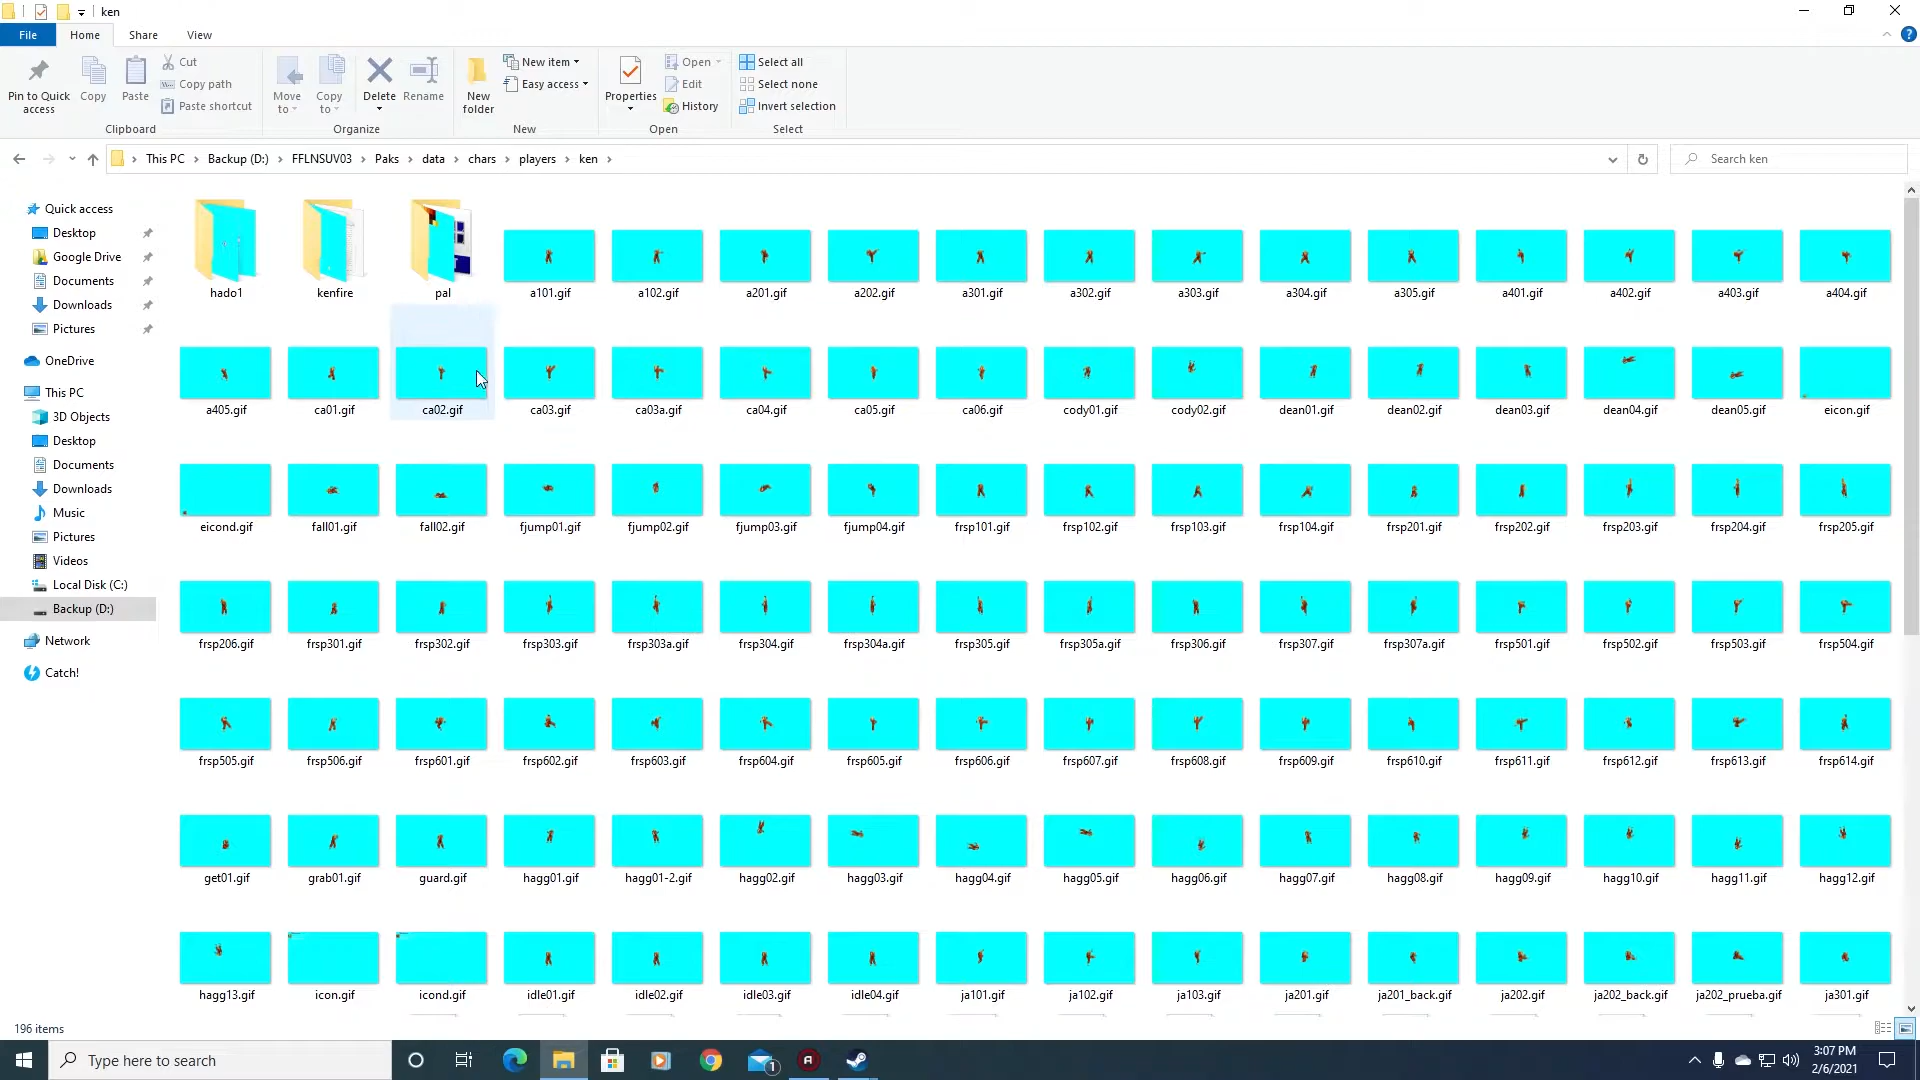 ken
File Home Share View
Pin to Quick access
Copy
Paste
Cut
Copy path
Paste shortcut
Clipboard
Move to
Copy to
Delete
Rename
Organize
New folder
New item
Easy access
New
Properties
Open
Edit
History
Open
Select all
Select none
Invert selection
Select
This PC > Backup (D:) > FFLNSUV03 > Paks > data > chars > players > ken >
Search ken
Quick access
Desktop
Google Drive
Documents
Downloads
Pictures
OneDrive
This PC
3D Objects
Desktop
Documents
Downloads
Music
Pictures
Videos
Local Disk (C:)
Backup (D:)
Network
Catch!
hado1 kenfire pal a101.gif a102.gif a201.gif a202.gif a301.gif a302.gif a303.gif a304.gif a305.gif a401.gif a402.gif a403.gif a404.gif
a405.gif ca01.gif ca02.gif ca03.gif ca03a.gif ca04.gif ca05.gif ca06.gif cody01.gif cody02.gif dean01.gif dean02.gif dean03.gif dean04.gif dean05.gif eicon.gif
eicond.gif fall01.gif fall02.gif fjump01.gif fjump02.gif fjump03.gif fjump04.gif frsp101.gif frsp102.gif frsp103.gif frsp104.gif frsp201.gif frsp202.gif frsp203.gif frsp204.gif frsp205.gif
frsp206.gif frsp301.gif frsp302.gif frsp303.gif frsp303a.gif frsp304.gif frsp304a.gif frsp305.gif frsp305a.gif frsp306.gif frsp307.gif frsp307a.gif frsp501.gif frsp502.gif frsp503.gif frsp504.gif
frsp505.gif frsp506.gif frsp601.gif frsp602.gif frsp603.gif frsp604.gif frsp605.gif frsp606.gif frsp607.gif frsp608.gif frsp609.gif frsp610.gif frsp611.gif frsp612.gif frsp613.gif frsp614.gif
get01.gif grab01.gif guard.gif hagg01.gif hagg01-2.gif hagg02.gif hagg03.gif hagg04.gif hagg05.gif hagg06.gif hagg07.gif hagg08.gif hagg09.gif hagg10.gif hagg11.gif hagg12.gif
hagg13.gif icon.gif icond.gif idle01.gif idle02.gif idle03.gif idle04.gif ja101.gif ja102.gif ja103.gif ja201.gif ja201_back.gif ja202.gif ja202_back.gif ja202_prueba.gif ja301.gif
196 items
Type here to search
1
3:07 PM
2/6/2021